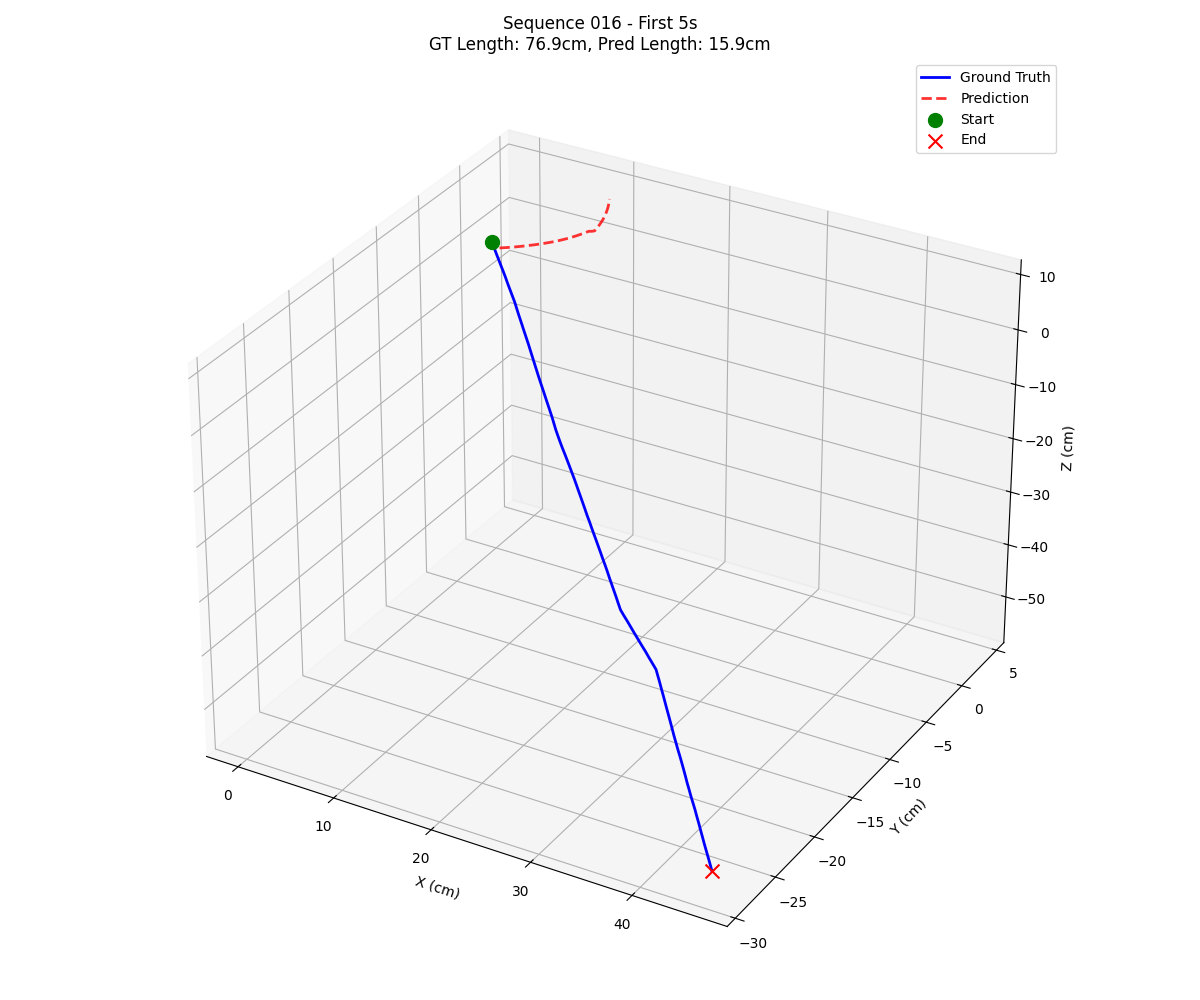 Sequence 016 - First 5s
GT Length: 76.9cm, Pred Length: 15.9cm
Ground Truth
Prediction
Start
End
10
0
−10
−20
−30
−40
−50
Z (cm)
5
0
−5
−10
−15
−20
−25
−30
Y (cm)
0
10
20
30
40
X (cm)